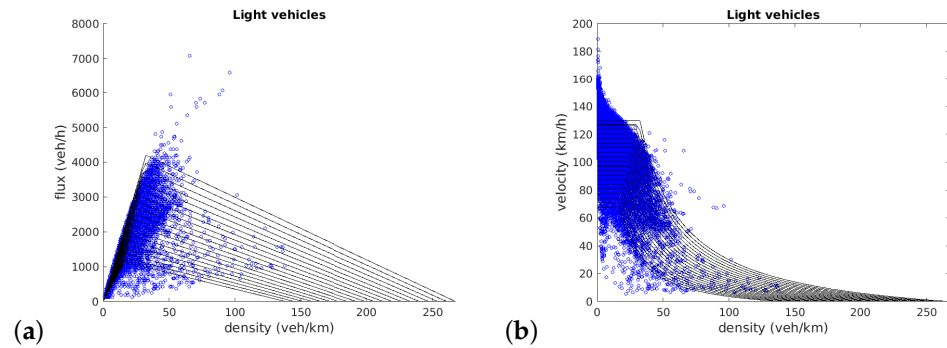 Light vehicles
8000
7000
6000
5000
4000
3000
2000
1000
0
flux (veh/h)
0 50 100 150 200 250
density (veh/km)
(a)
Light vehicles
200
180
160
140
120
100
80
60
40
20
0
velocity (km/h)
0 50 100 150 200 250
density (veh/km)
(b)